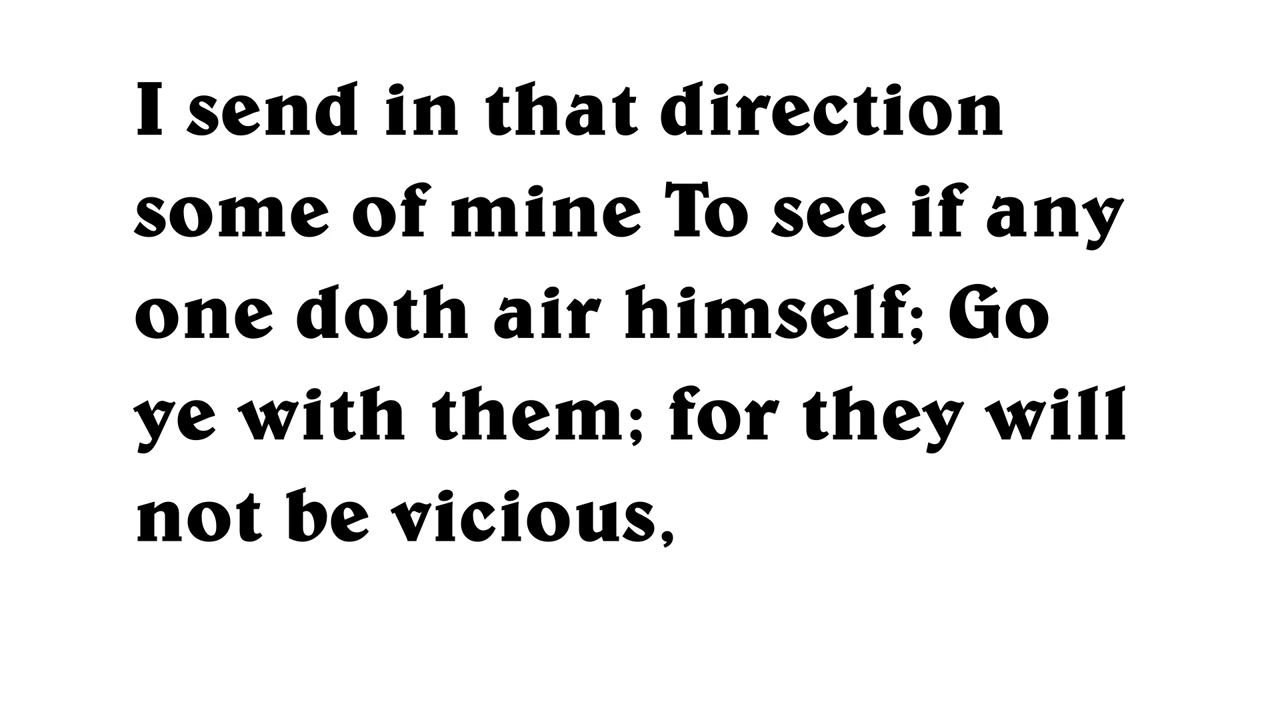 I send in that direction
some of mine To see if any
one doth air himself; Go
ye with them; for they will
not be vicious,